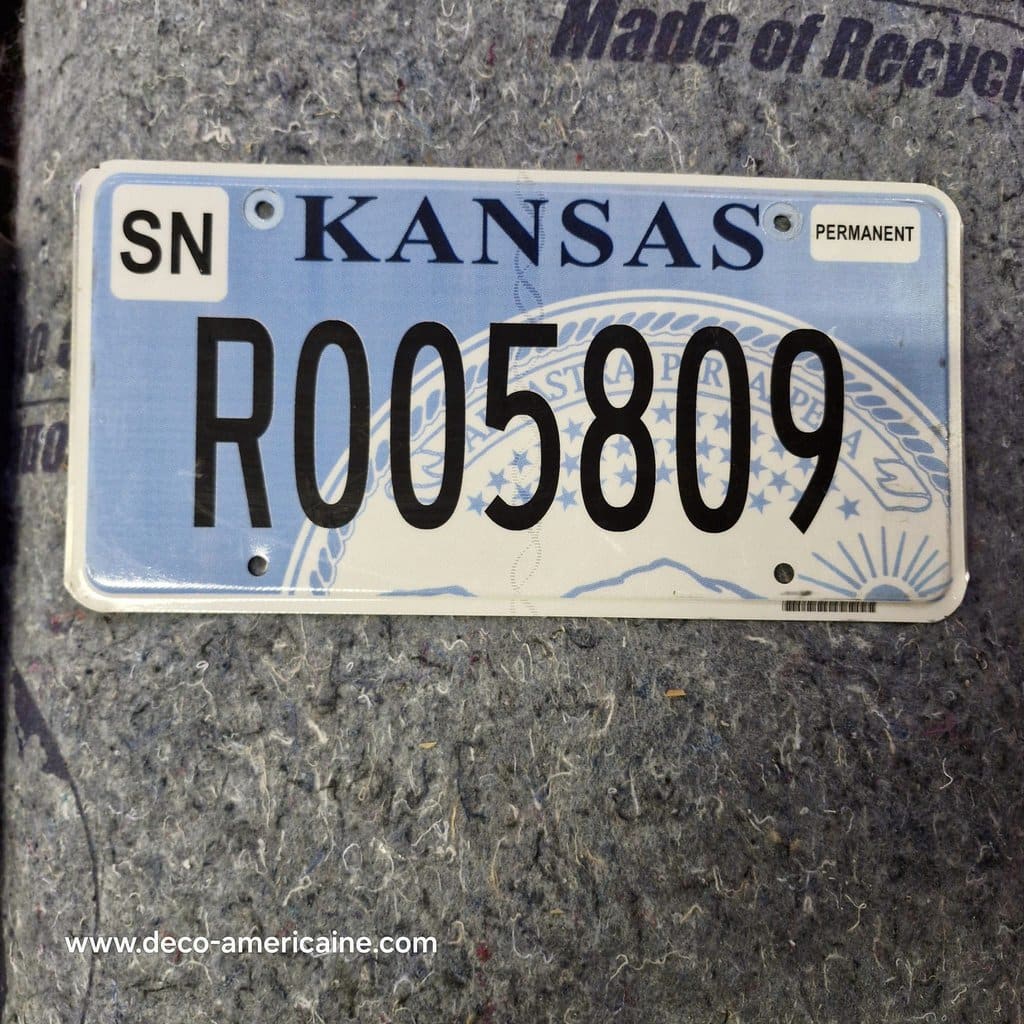 Made of Recycl
SN
KANSAS
PERMANENT
R005809
AD ASTRA PER ASPERA
www.deco-americaine.com